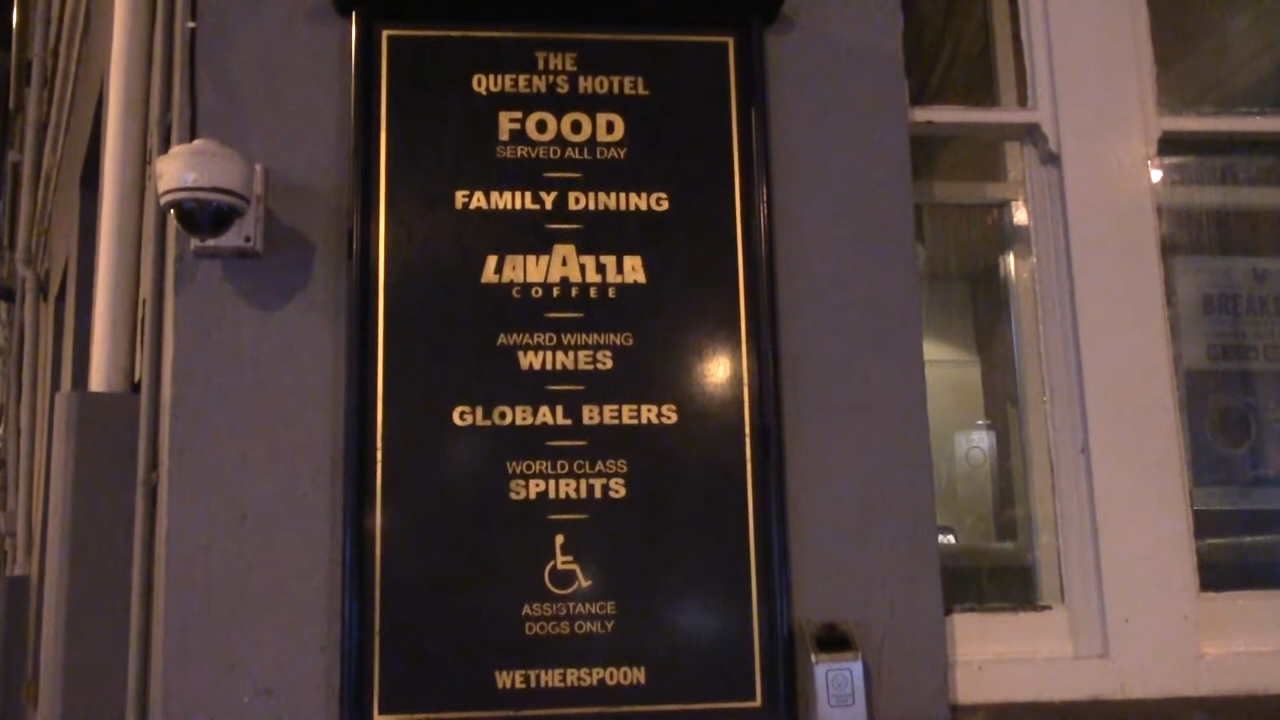 THE
QUEEN'S HOTEL
FOOD
SERVED ALL DAY
FAMILY DINING
LAVAZZA
COFFEE
AWARD WINNING
WINES
GLOBAL BEERS
WORLD CLASS
SPIRITS
ASSISTANCE
DOGS ONLY
WETHERSPOON